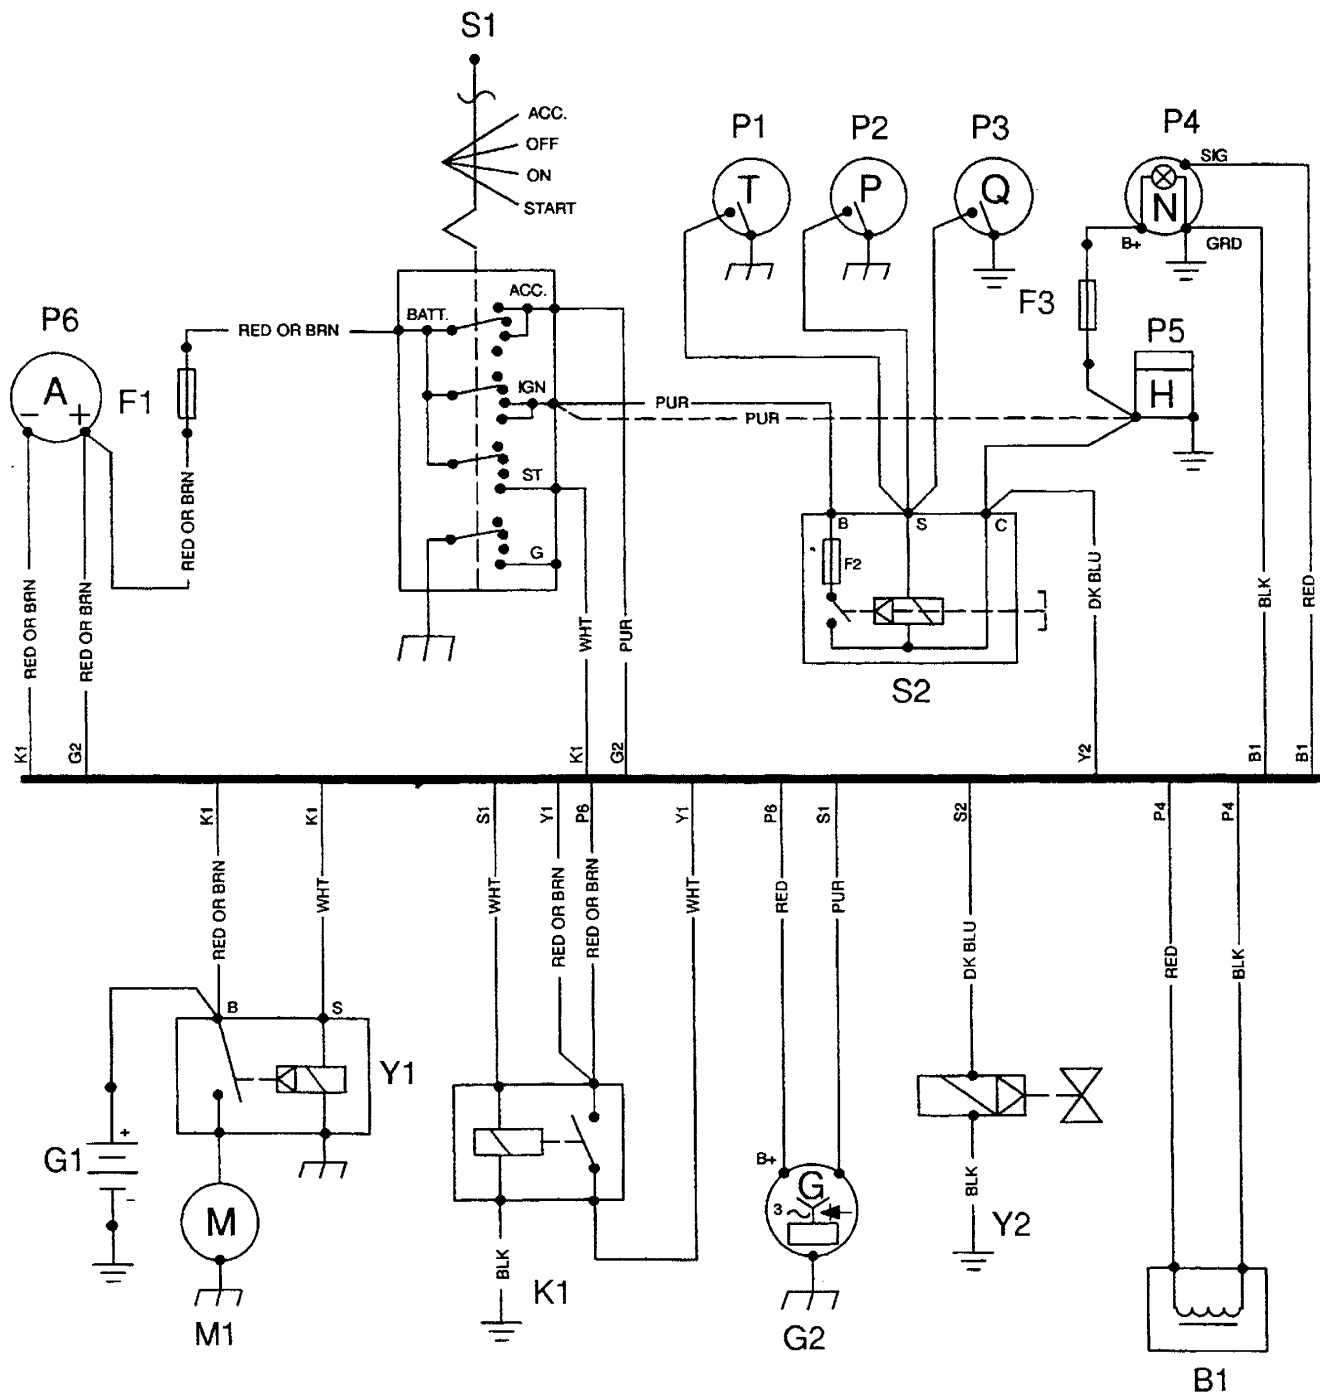 S1
ACC.
OFF
ON
START
P1
P2
P3
P4
T
P
Q
N
SIG
B+
GRD
F3
P5
H
P6
A
− +
F1
RED OR BRN
BATT.
ACC.
IGN
ST
G
PUR
PUR
RED OR BRN
B
S
C
F2
S2
RED OR BRN
RED OR BRN
WHT
PUR
DK BLU
BLK
RED
K1
G2
K1
G2
Y2
B1
B1
K1
K1
S1
Y1
P6
Y1
P6
S1
S2
P4
P4
RED OR BRN
WHT
WHT
RED OR BRN
RED OR BRN
WHT
RED
PUR
DK BLU
RED
BLK
B
S
Y1
G1
+
−
M
M1
BLK
K1
B+
G
3
G2
BLK
Y2
B1